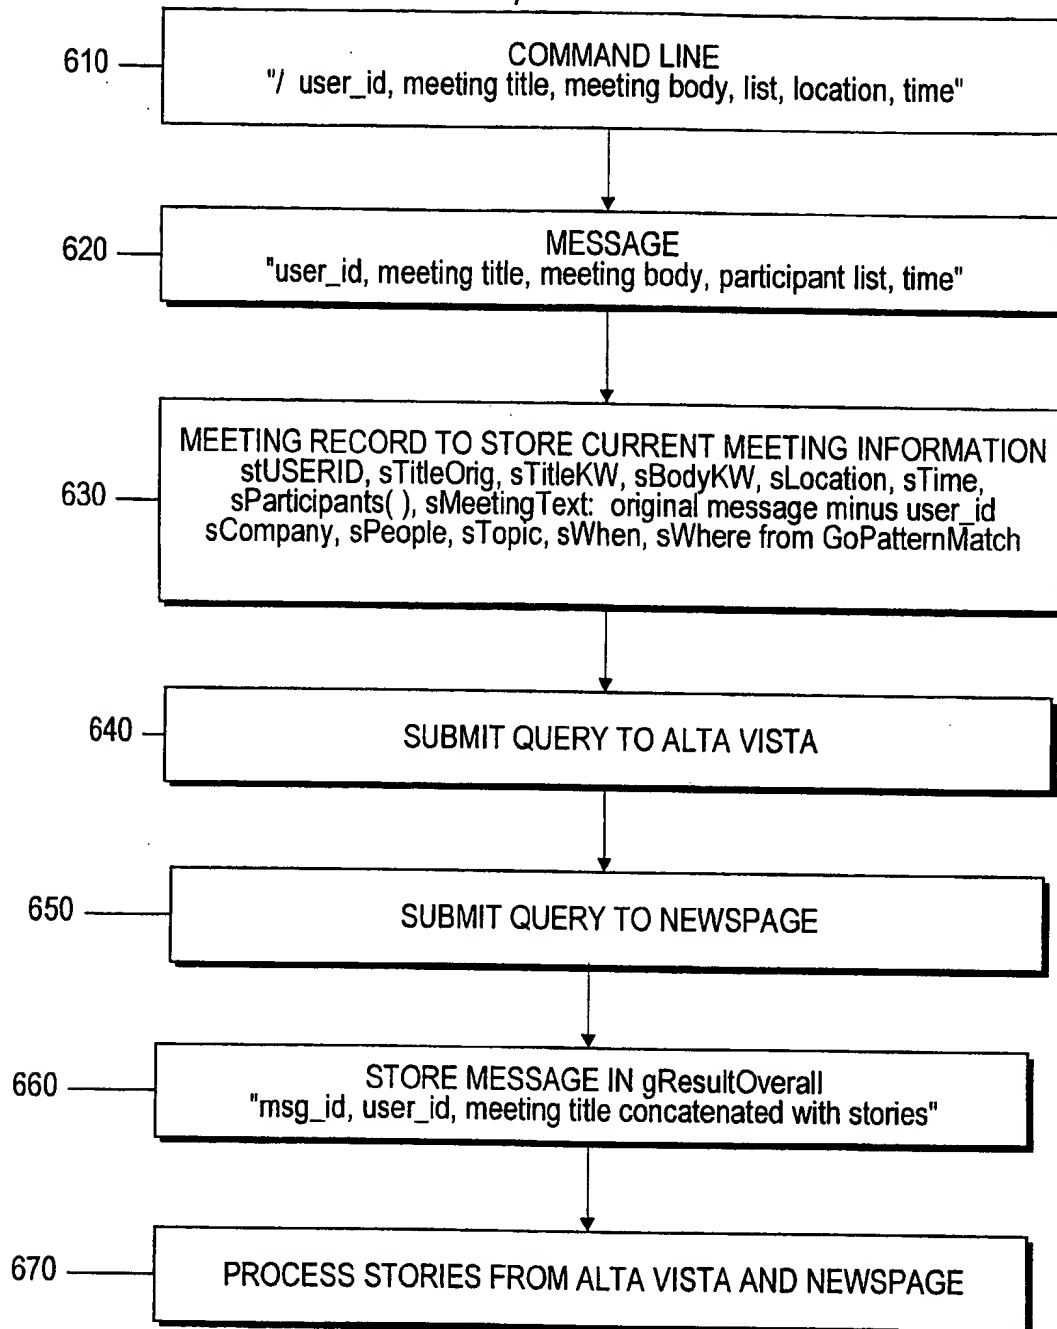 610
COMMAND LINE
"/ user_id, meeting title, meeting body, list, location, time"
620
MESSAGE
"user_id, meeting title, meeting body, participant list, time"
630
MEETING RECORD TO STORE CURRENT MEETING INFORMATION
stUSERID, sTitleOrig, sTitleKW, sBodyKW, sLocation, sTime,
sParticipants( ), sMeetingText: original message minus user_id
sCompany, sPeople, sTopic, sWhen, sWhere from GoPatternMatch
640
SUBMIT QUERY TO ALTA VISTA
650
SUBMIT QUERY TO NEWSPAGE
660
STORE MESSAGE IN gResultOverall
"msg_id, user_id, meeting title concatenated with stories"
670
PROCESS STORIES FROM ALTA VISTA AND NEWSPAGE